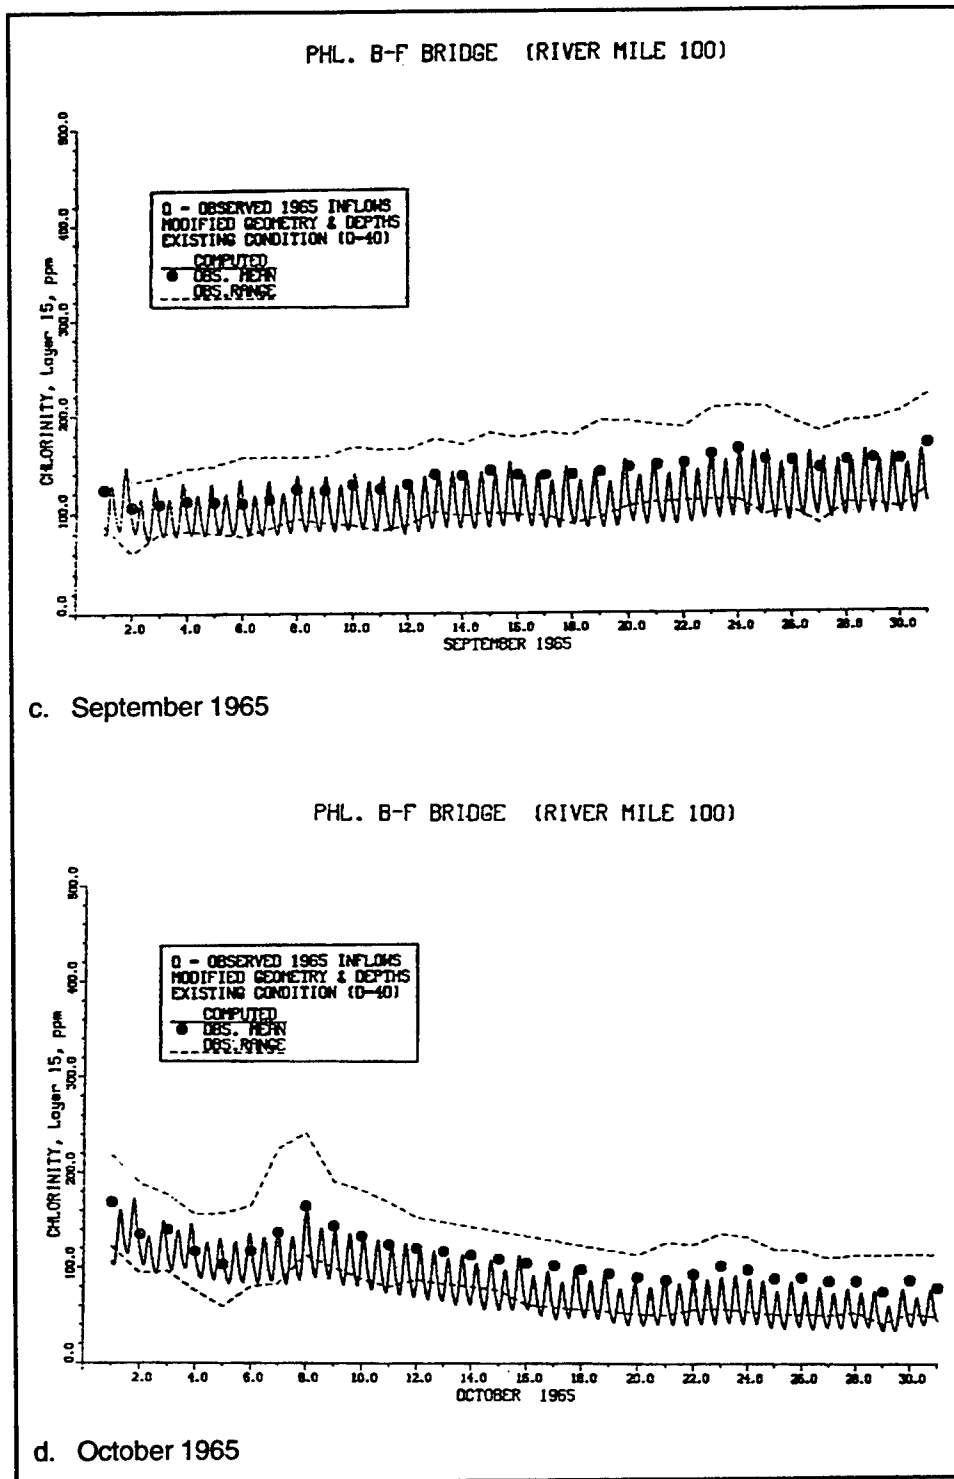 PHL. B-F BRIDGE (RIVER MILE 100)
500.0
400.0
300.0
200.0
100.0
0.0
CHLORINITY, Layer 15, ppm
Q - OBSERVED 1965 INFLOWS
MODIFIED GEOMETRY & DEPTHS
EXISTING CONDITION (D-40)
COMPUTED
OBS. MEAN
OBS.RANGE
2.0 4.0 6.0 8.0 10.0 12.0 14.0 16.0 18.0 20.0 22.0 24.0 26.0 28.0 30.0
SEPTEMBER 1965
c. September 1965
PHL. B-F BRIDGE (RIVER MILE 100)
500.0
400.0
300.0
200.0
100.0
0.0
CHLORINITY, Layer 15, ppm
Q - OBSERVED 1965 INFLOWS
MODIFIED GEOMETRY & DEPTHS
EXISTING CONDITION (D-40)
COMPUTED
OBS. MEAN
OBS.RANGE
2.0 4.0 6.0 8.0 10.0 12.0 14.0 16.0 18.0 20.0 22.0 24.0 26.0 28.0 30.0
OCTOBER 1965
d. October 1965